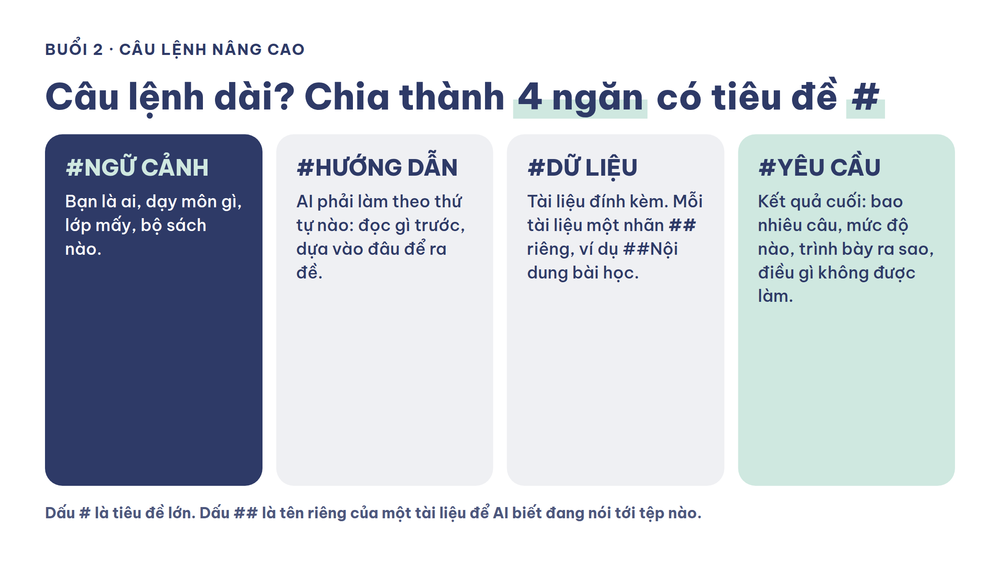 BUỔI 2 · CÂU LỆNH NÂNG CAO
Câu lệnh dài? Chia thành 4 ngăn có tiêu đề #
#NGỮ CẢNH
Bạn là ai, dạy môn gì,
lớp mấy, bộ sách
nào.
#HƯỚNG DẪN
AI phải làm theo thứ
tự nào: đọc gì trước,
dựa vào đâu để ra
đề.
#DỮ LIỆU
Tài liệu đính kèm. Mỗi
tài liệu một nhãn ##
riêng, ví dụ ##Nội
dung bài học.
#YÊU CẦU
Kết quả cuối: bao
nhiêu câu, mức độ
nào, trình bày ra sao,
điều gì không được
làm.
Dấu # là tiêu đề lớn. Dấu ## là tên riêng của một tài liệu để AI biết đang nói tới tệp nào.